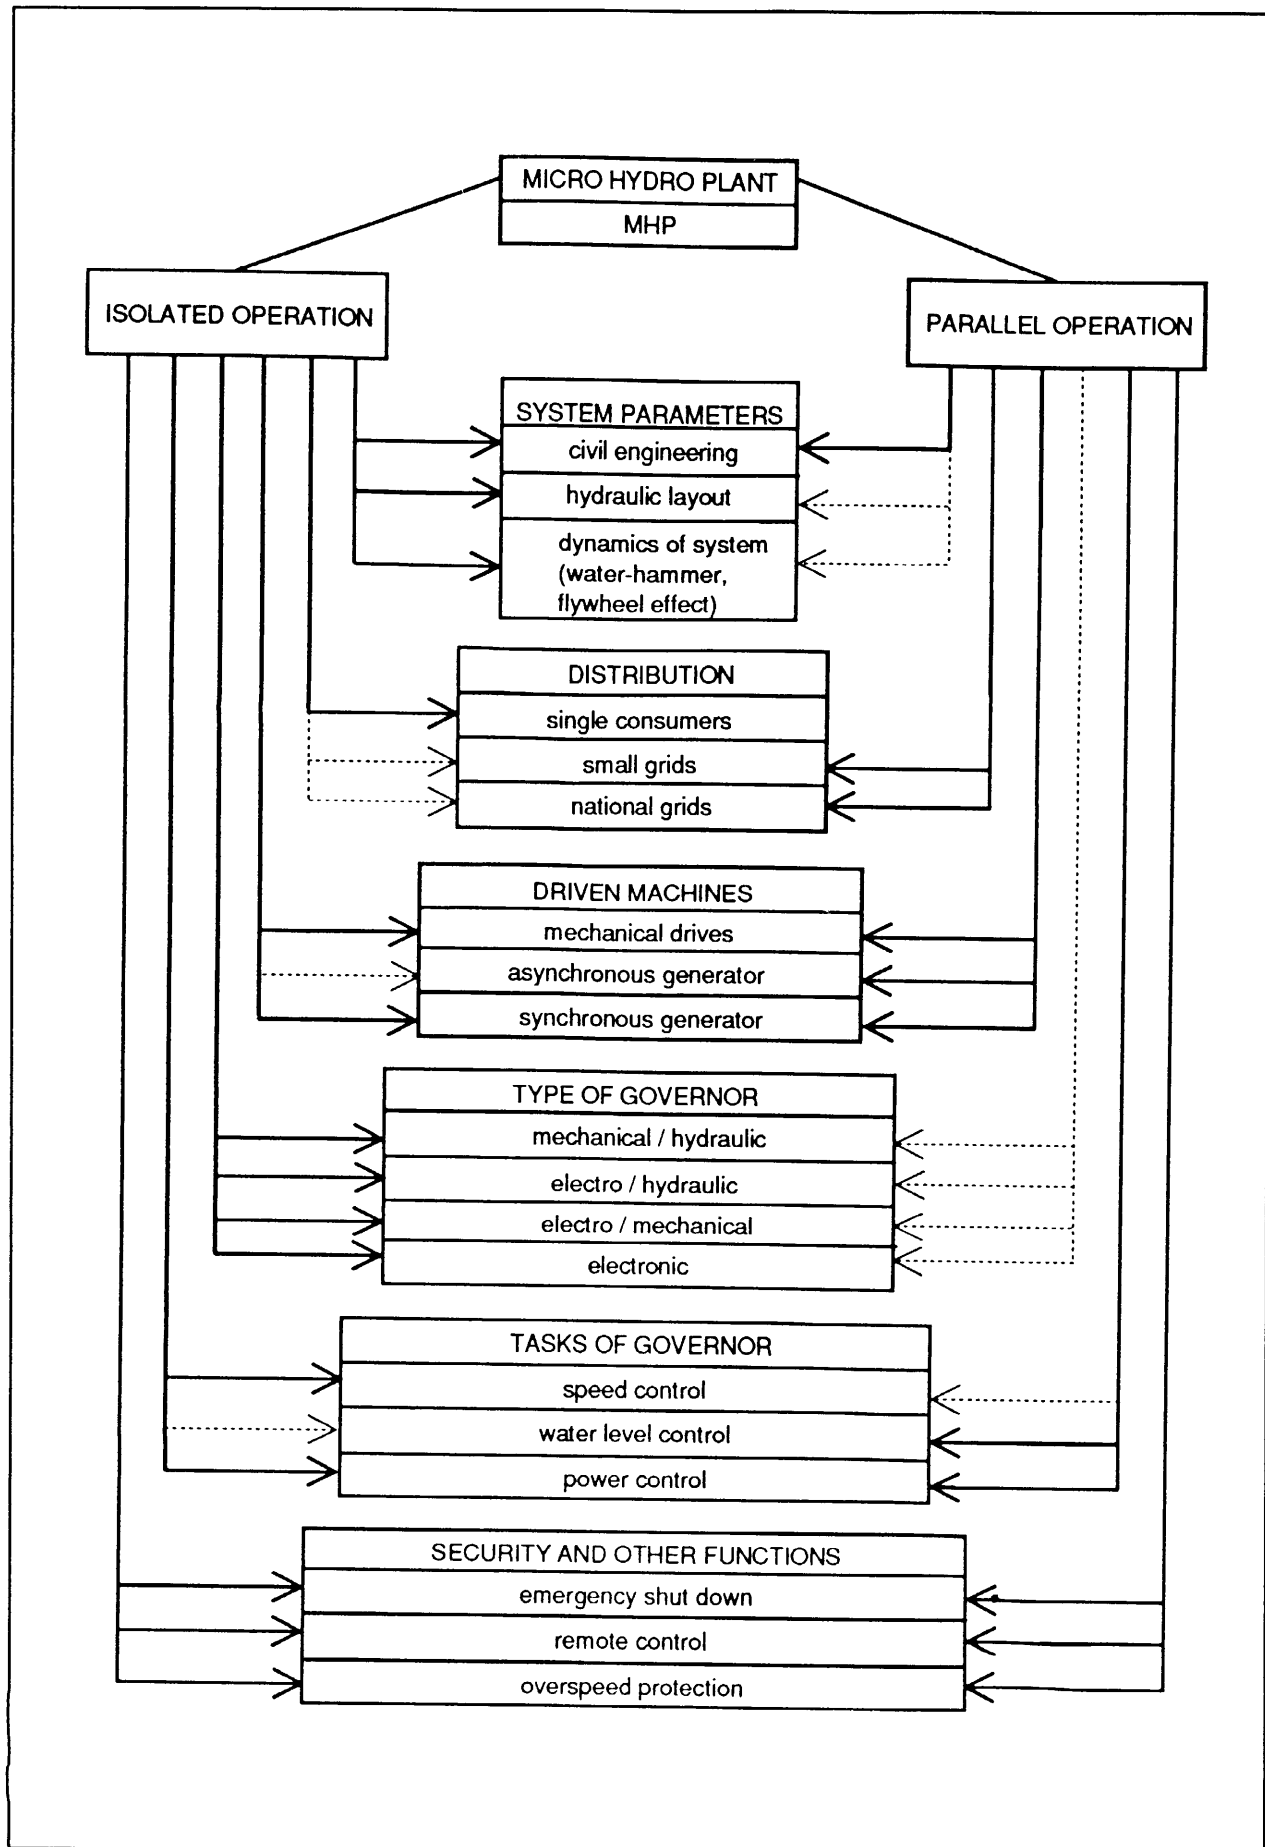 MICRO HYDRO PLANT
MHP
ISOLATED OPERATION
PARALLEL OPERATION
SYSTEM PARAMETERS
civil engineering
hydraulic layout
dynamics of system
(water-hammer,
flywheel effect)
DISTRIBUTION
single consumers
small grids
national grids
DRIVEN MACHINES
mechanical drives
asynchronous generator
synchronous generator
TYPE OF GOVERNOR
mechanical / hydraulic
electro / hydraulic
electro / mechanical
electronic
TASKS OF GOVERNOR
speed control
water level control
power control
SECURITY AND OTHER FUNCTIONS
emergency shut down
remote control
overspeed protection